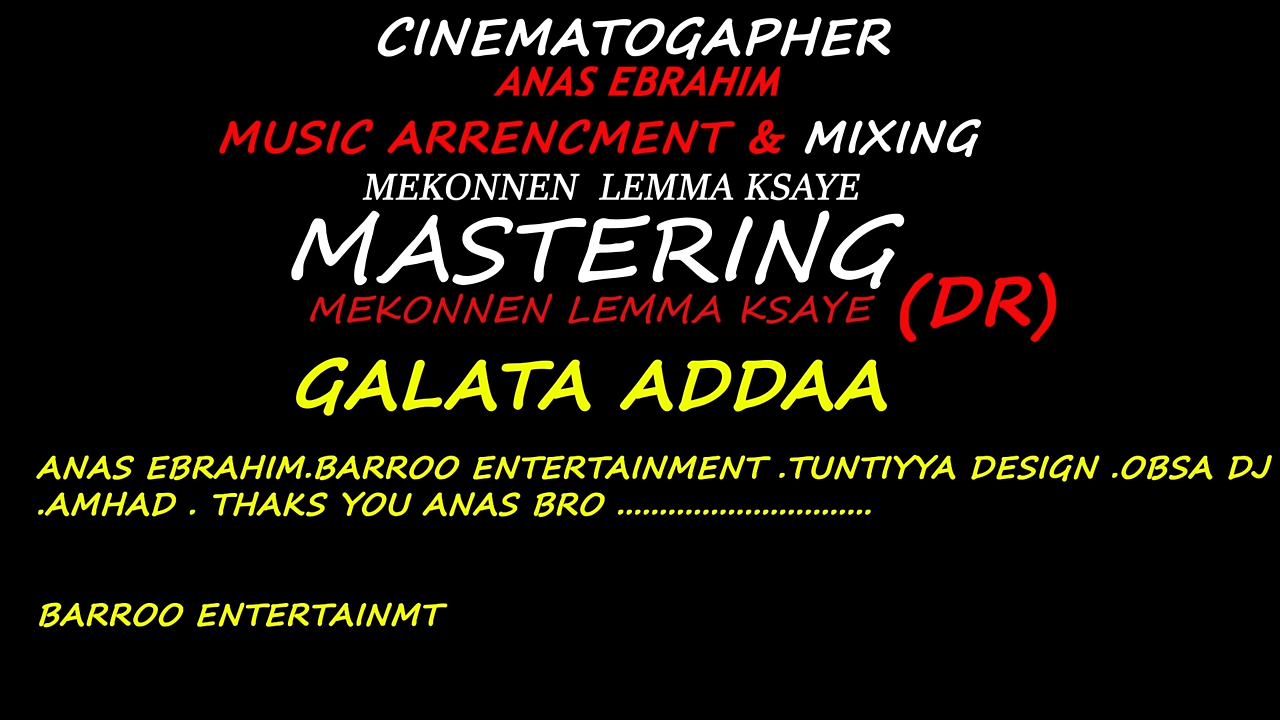 CINEMATOGAPHER
ANAS EBRAHIM
MUSIC ARRENCMENT & MIXING
MEKONNEN LEMMA KSAYE
MASTERING
MEKONNEN LEMMA KSAYE (DR)
GALATA ADDAA
ANAS EBRAHIM.BARROO ENTERTAINMENT .TUNTIYYA DESIGN .OBSA DJ
.AMHAD . THAKS YOU ANAS BRO ..............................
BARROO ENTERTAINMT